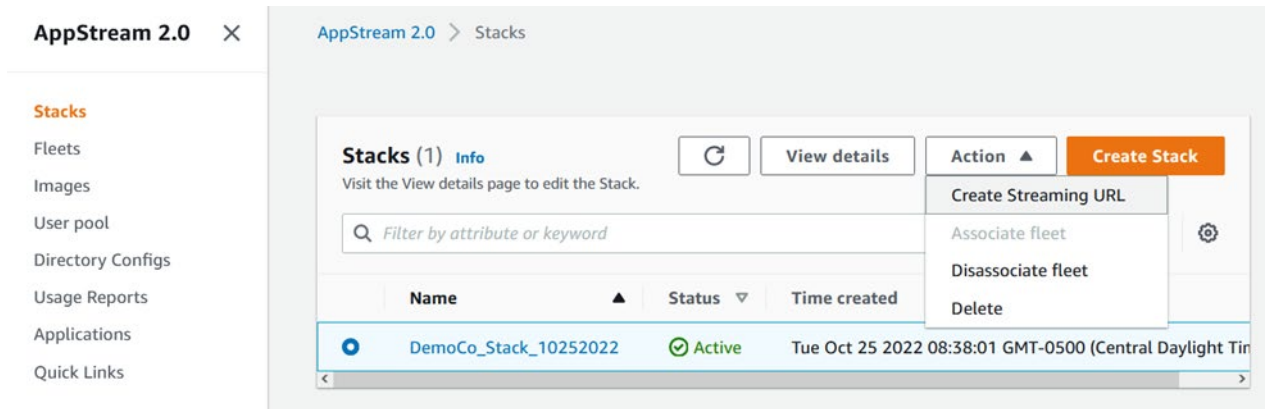 AppStream 2.0
AppStream 2.0 > Stacks
Stacks
Fleets
Images
User pool
Directory Configs
Usage Reports
Applications
Quick Links
Stacks (1) Info
Visit the View details page to edit the Stack.
View details
Action
Create Stack
Create Streaming URL
Associate fleet
Disassociate fleet
Delete
Filter by attribute or keyword
Name Status Time created
DemoCo_Stack_10252022 Active Tue Oct 25 2022 08:38:01 GMT-0500 (Central Daylight